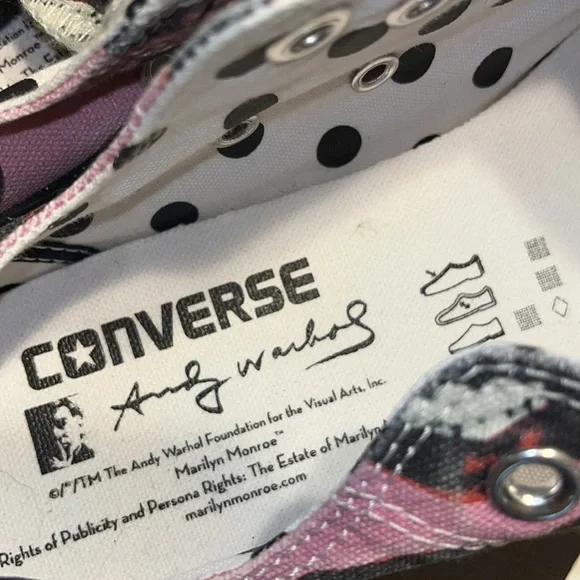 CONVERSE
Andy Warhol
©/®/TM The Andy Warhol Foundation for the Visual Arts, Inc.
Marilyn Monroe™
Rights of Publicity and Persona Rights: The Estate of Marilyn
marilynmonroe.com
Monroe